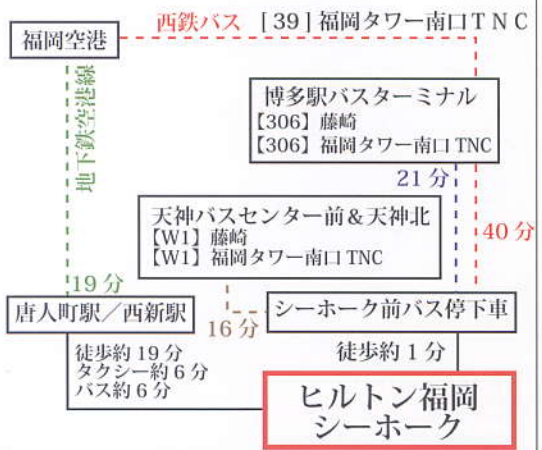 西鉄バス [39] 福岡タワー南口TNC
福岡空港
地下鉄空港線
博多駅バスターミナル
【306】藤崎
【306】福岡タワー南口 TNC
21分
天神バスセンター前&天神北
【W1】藤崎
【W1】福岡タワー南口 TNC
40分
19分
唐人町駅/西新駅
16分
シーホーク前バス停下車
徒歩約19分
タクシー約6分
バス約6分
徒歩約1分
ヒルトン福岡
シーホーク